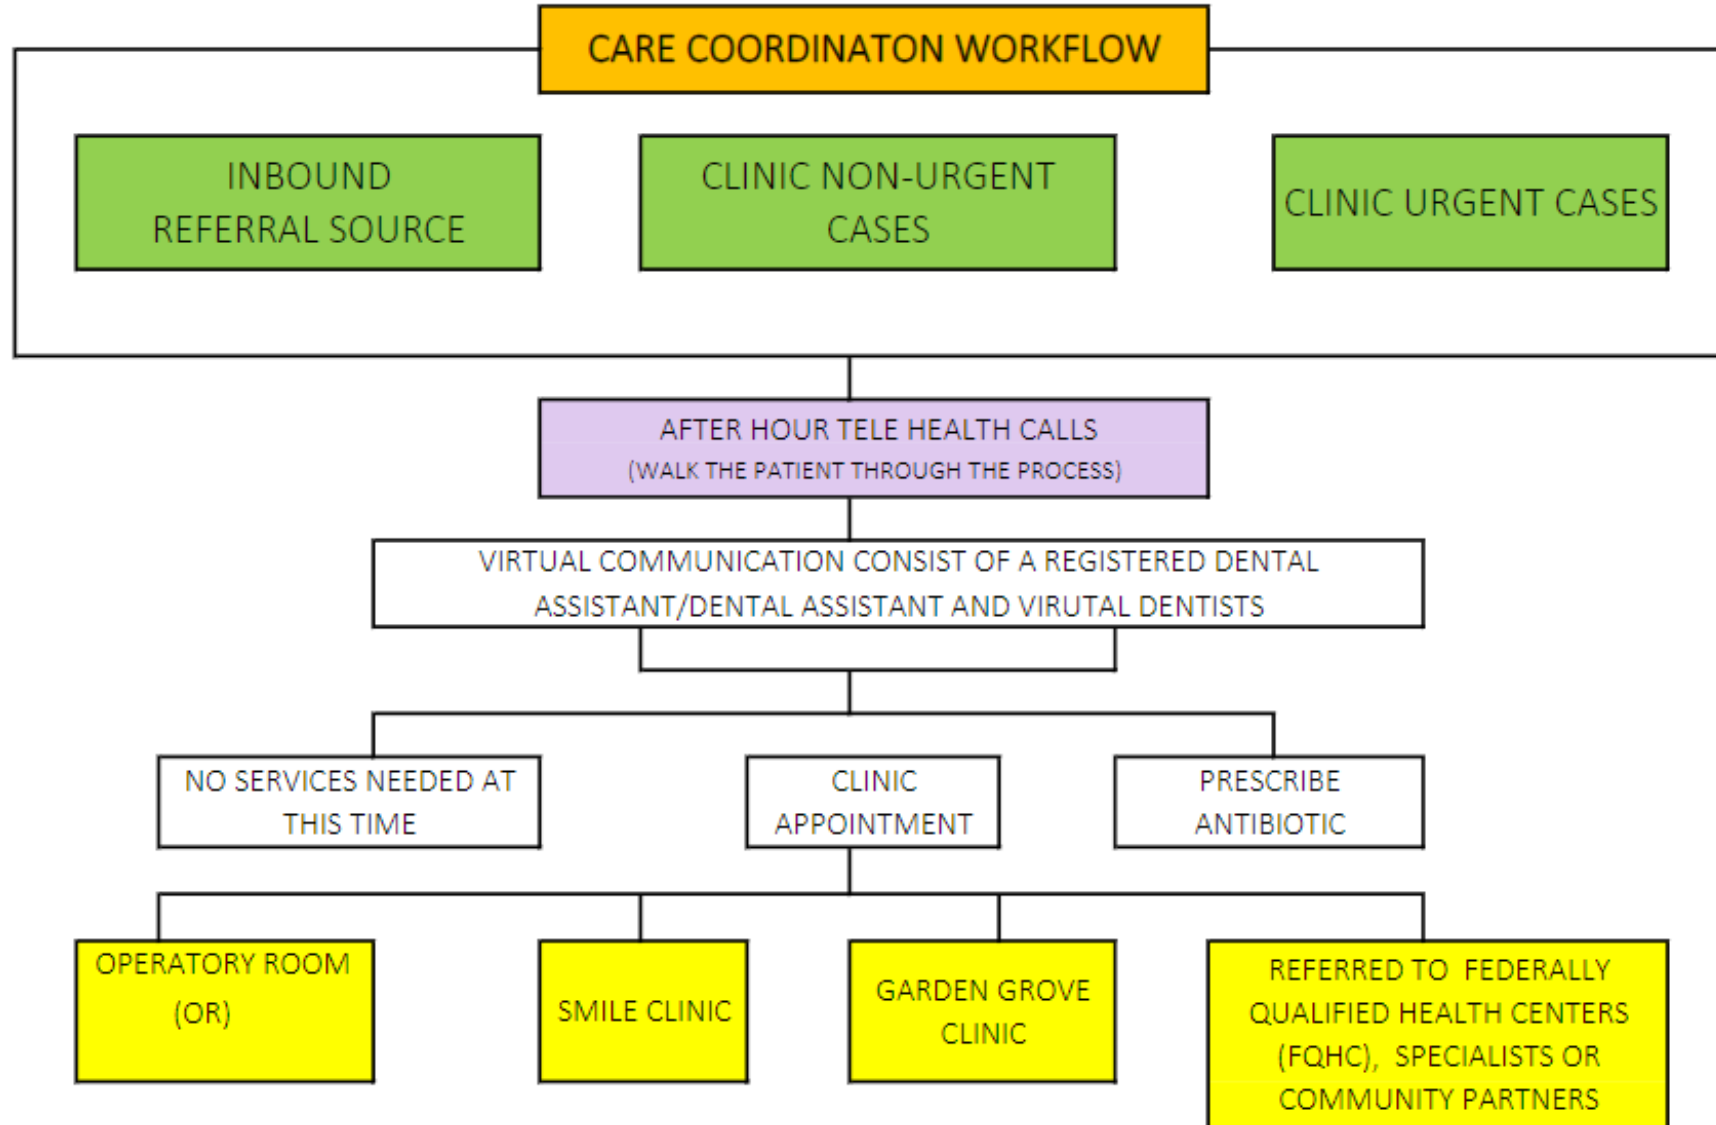 CARE COORDINATON WORKFLOW
INBOUND
REFERRAL SOURCE
CLINIC NON-URGENT
CASES
CLINIC URGENT CASES
AFTER HOUR TELE HEALTH CALLS
(WALK THE PATIENT THROUGH THE PROCESS)
VIRTUAL COMMUNICATION CONSIST OF A REGISTERED DENTAL
ASSISTANT/DENTAL ASSISTANT AND VIRUTAL DENTISTS
NO SERVICES NEEDED AT
THIS TIME
CLINIC
APPOINTMENT
PRESCRIBE
ANTIBIOTIC
OPERATORY ROOM
(OR)
SMILE CLINIC
GARDEN GROVE
CLINIC
REFERRED TO FEDERALLY
QUALIFIED HEALTH CENTERS
(FQHC), SPECIALISTS OR
COMMUNITY PARTNERS